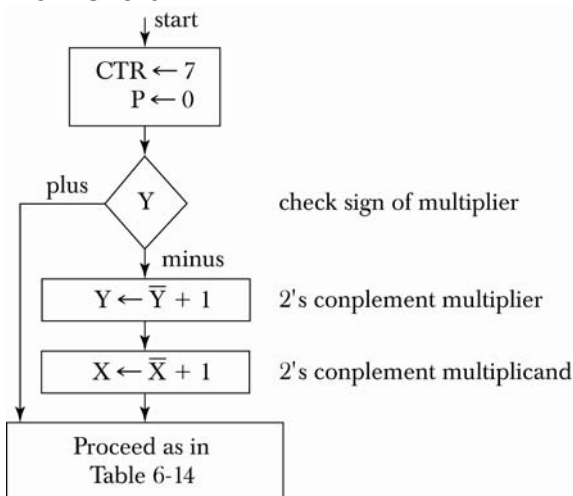 start
CTR ← 7
P ← 0
plus
Y
check sign of multiplier
minus
Y ← Y̅ + 1
2's conplement multiplier
X ← X̅ + 1
2's conplement multiplicand
Proceed as in
Table 6-14